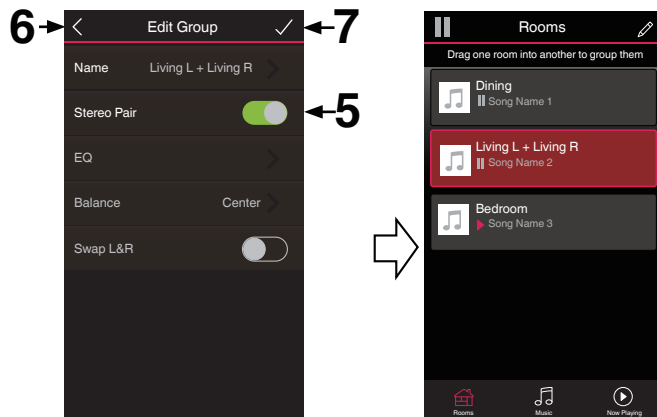 6
Edit Group
7
Name Living L + Living R
Stereo Pair
5
EQ
Balance Center
Swap L&R
Rooms
Drag one room into another to group them
Dining
Song Name 1
Living L + Living R
Song Name 2
Bedroom
Song Name 3
Rooms Music Now Playing